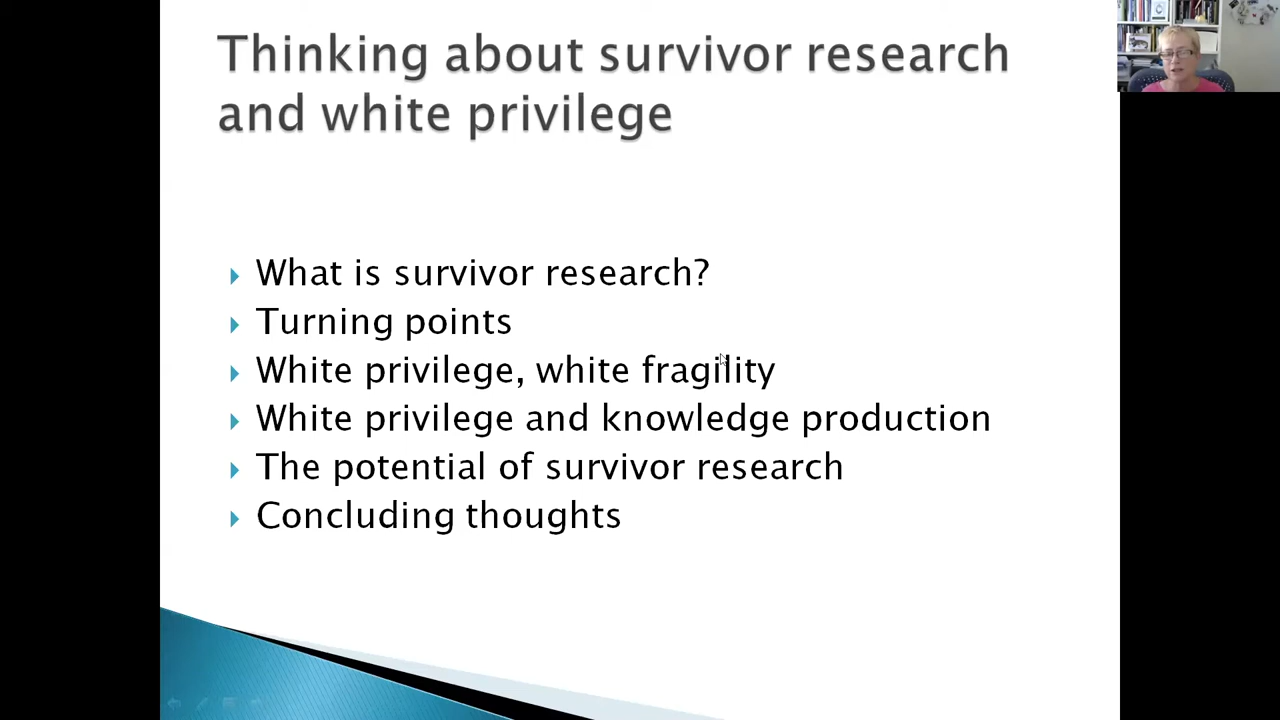 Thinking about survivor research
and white privilege
What is survivor research?
Turning points
White privilege, white fragility
White privilege and knowledge production
The potential of survivor research
Concluding thoughts